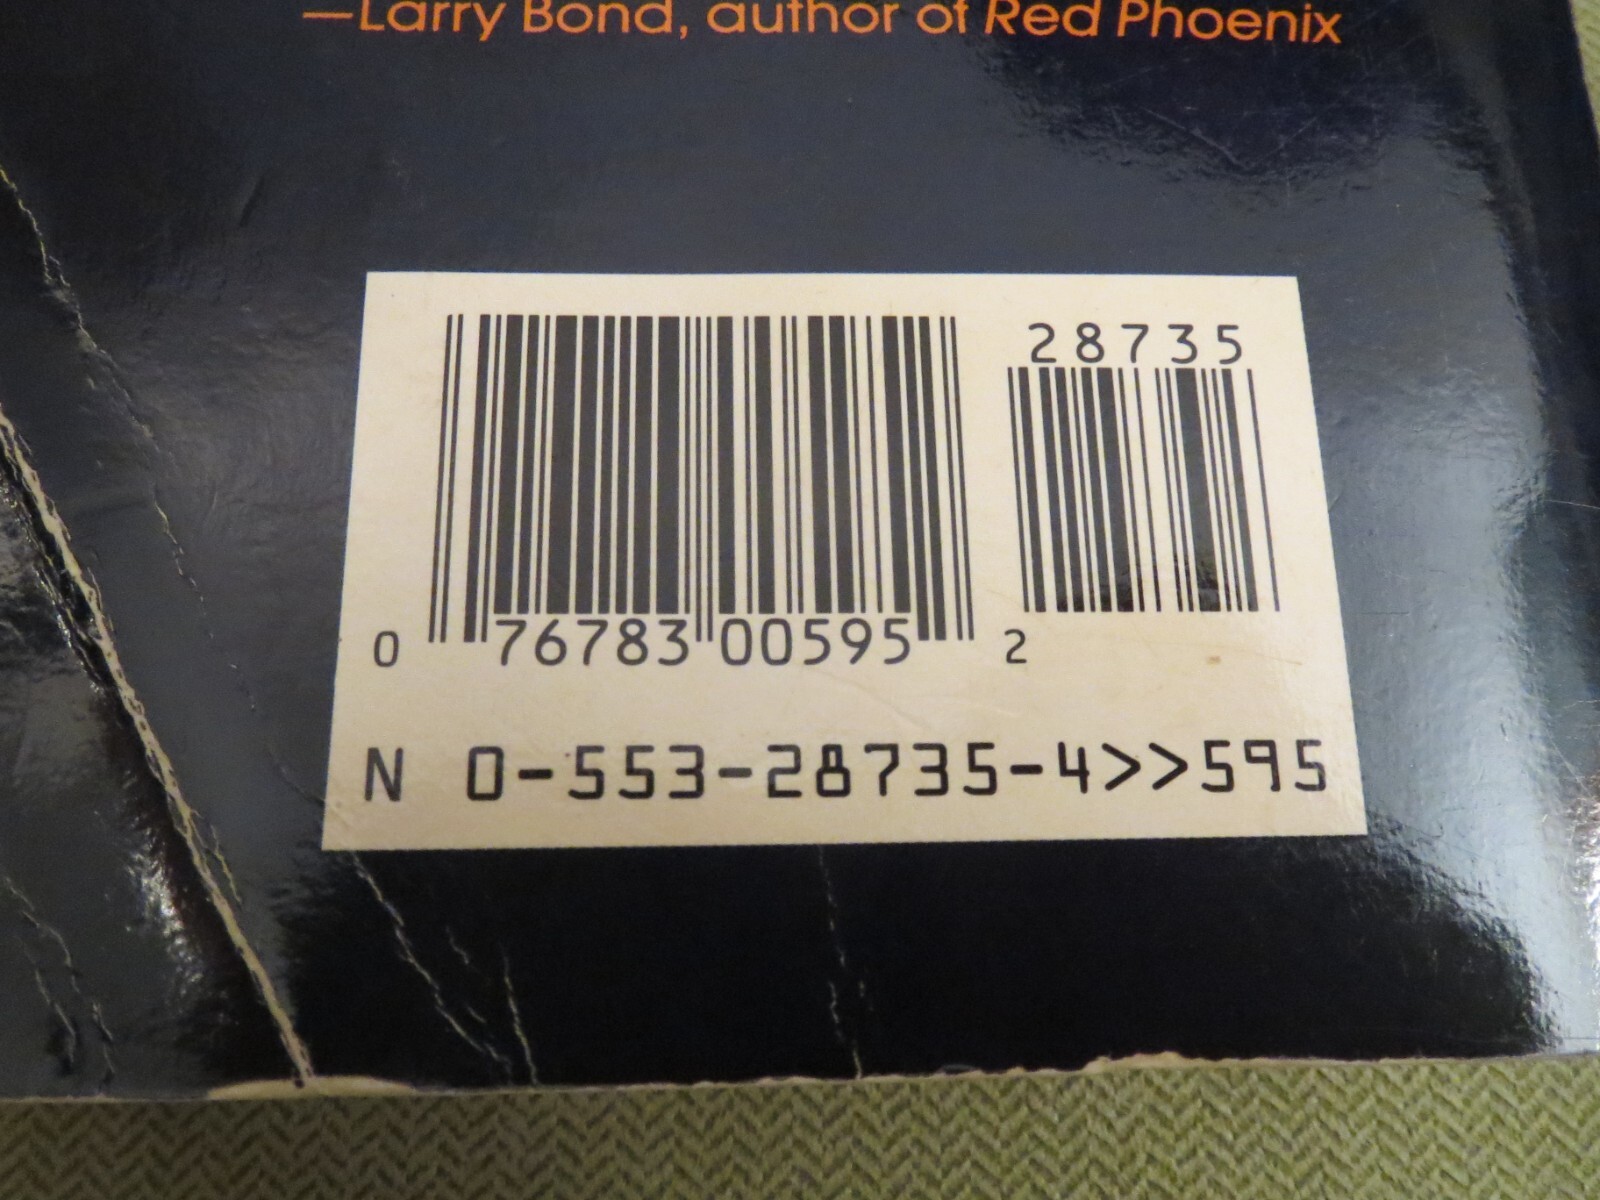 —Larry Bond, author of Red Phoenix
28735
0 76783 00595 2
N 0-553-28735-4>>595